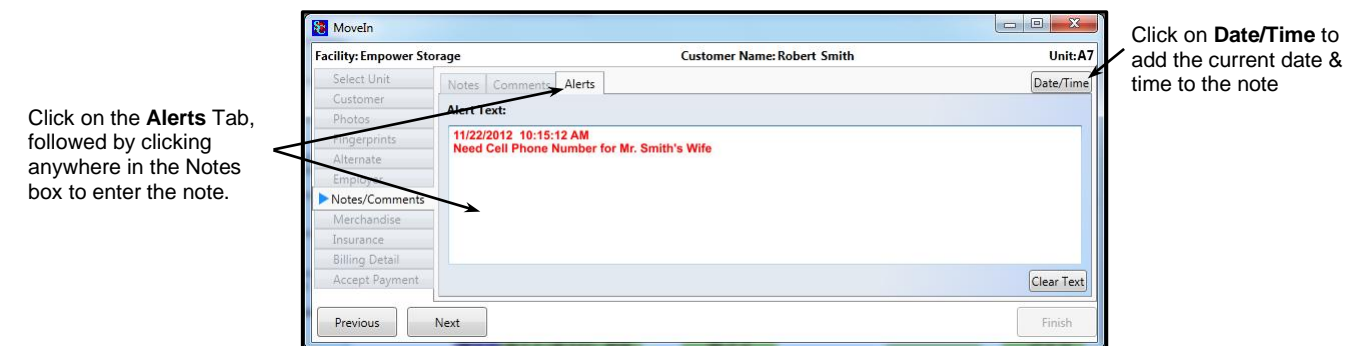 MoveIn
Facility: Empower Storage Customer Name: Robert Smith Unit: A7
Click on Date/Time to
add the current date &
time to the note
Click on the Alerts Tab,
followed by clicking
anywhere in the Notes
box to enter the note.
Select Unit
Customer
Photos
Fingerprints
Alternate
Employer
Notes/Comments
Merchandise
Insurance
Billing Detail
Accept Payment
Notes Comments Alerts Date/Time
Alert Text:
11/22/2012 10:15:12 AM
Need Cell Phone Number for Mr. Smith's Wife
Clear Text
Previous Next Finish